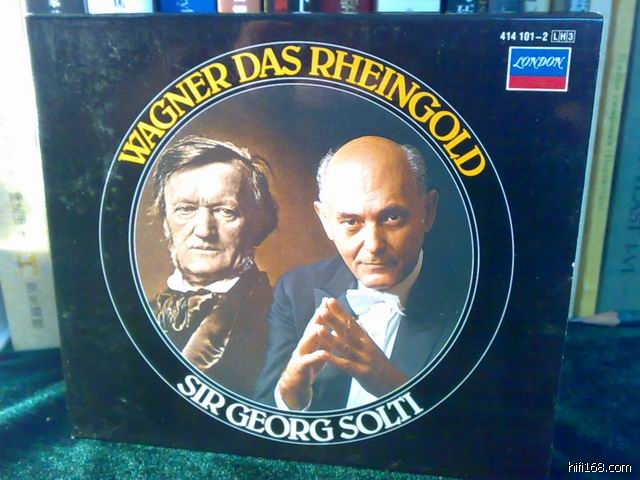 414 101-2 LH3
LONDON
WAGNER DAS RHEINGOLD
SIR GEORG SOLTI
hifi168.com